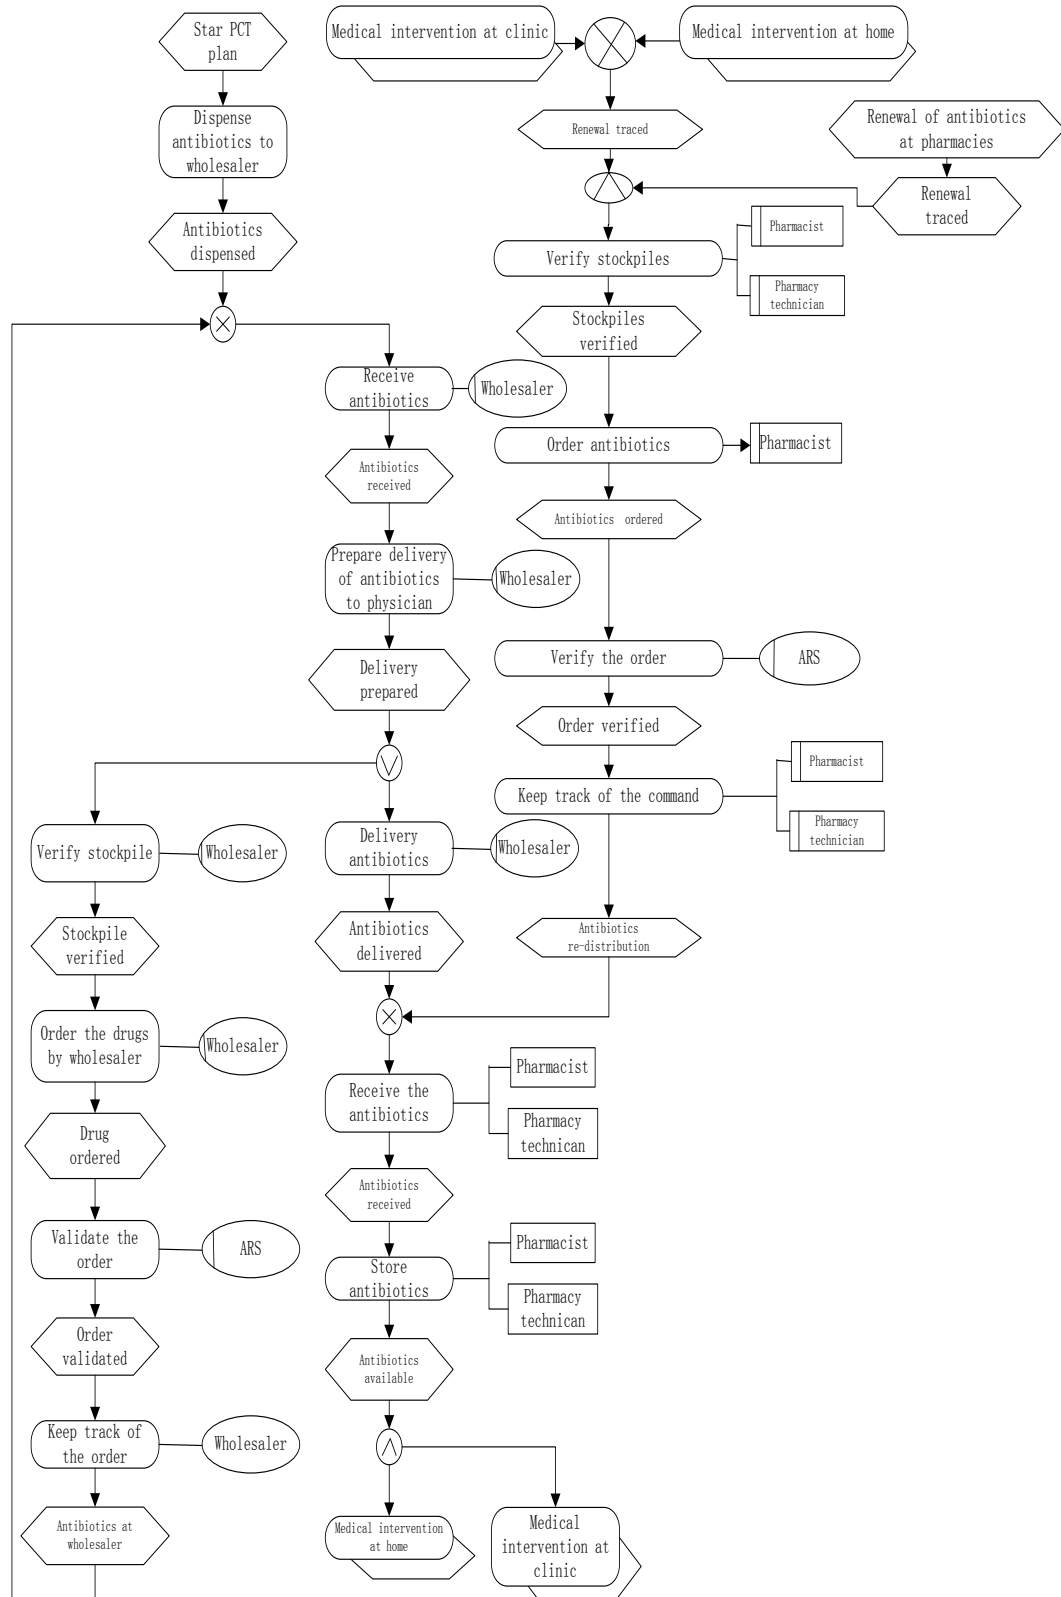 Star PCT
plan
Dispense
antibiotics to
wholesaler
Antibiotics
dispensed
Medical intervention at clinic
Medical intervention at home
Renewal traced
Renewal of antibiotics
at pharmacies
Renewal
traced
Verify stockpiles
Pharmacist
Pharmacy
technician
Stockpiles
verified
Receive
antibiotics
Wholesaler
Order antibiotics
Pharmacist
Antibiotics
received
Antibiotics ordered
Prepare delivery
of antibiotics
to physician
Wholesaler
Delivery
prepared
Verify the order
ARS
Order verified
Keep track of the command
Pharmacist
Pharmacy
technician
Verify stockpile
Wholesaler
Delivery
antibiotics
Wholesaler
Stockpile
verified
Antibiotics
delivered
Antibiotics
re-distribution
Order the drugs
by wholesaler
Wholesaler
Receive the
antibiotics
Pharmacist
Pharmacy
technican
Drug
ordered
Antibiotics
received
Validate the
order
ARS
Store
antibiotics
Pharmacist
Pharmacy
technican
Order
validated
Antibiotics
available
Keep track of
the order
Wholesaler
Antibiotics at
wholesaler
Medical intervention
at home
Medical
intervention at
clinic